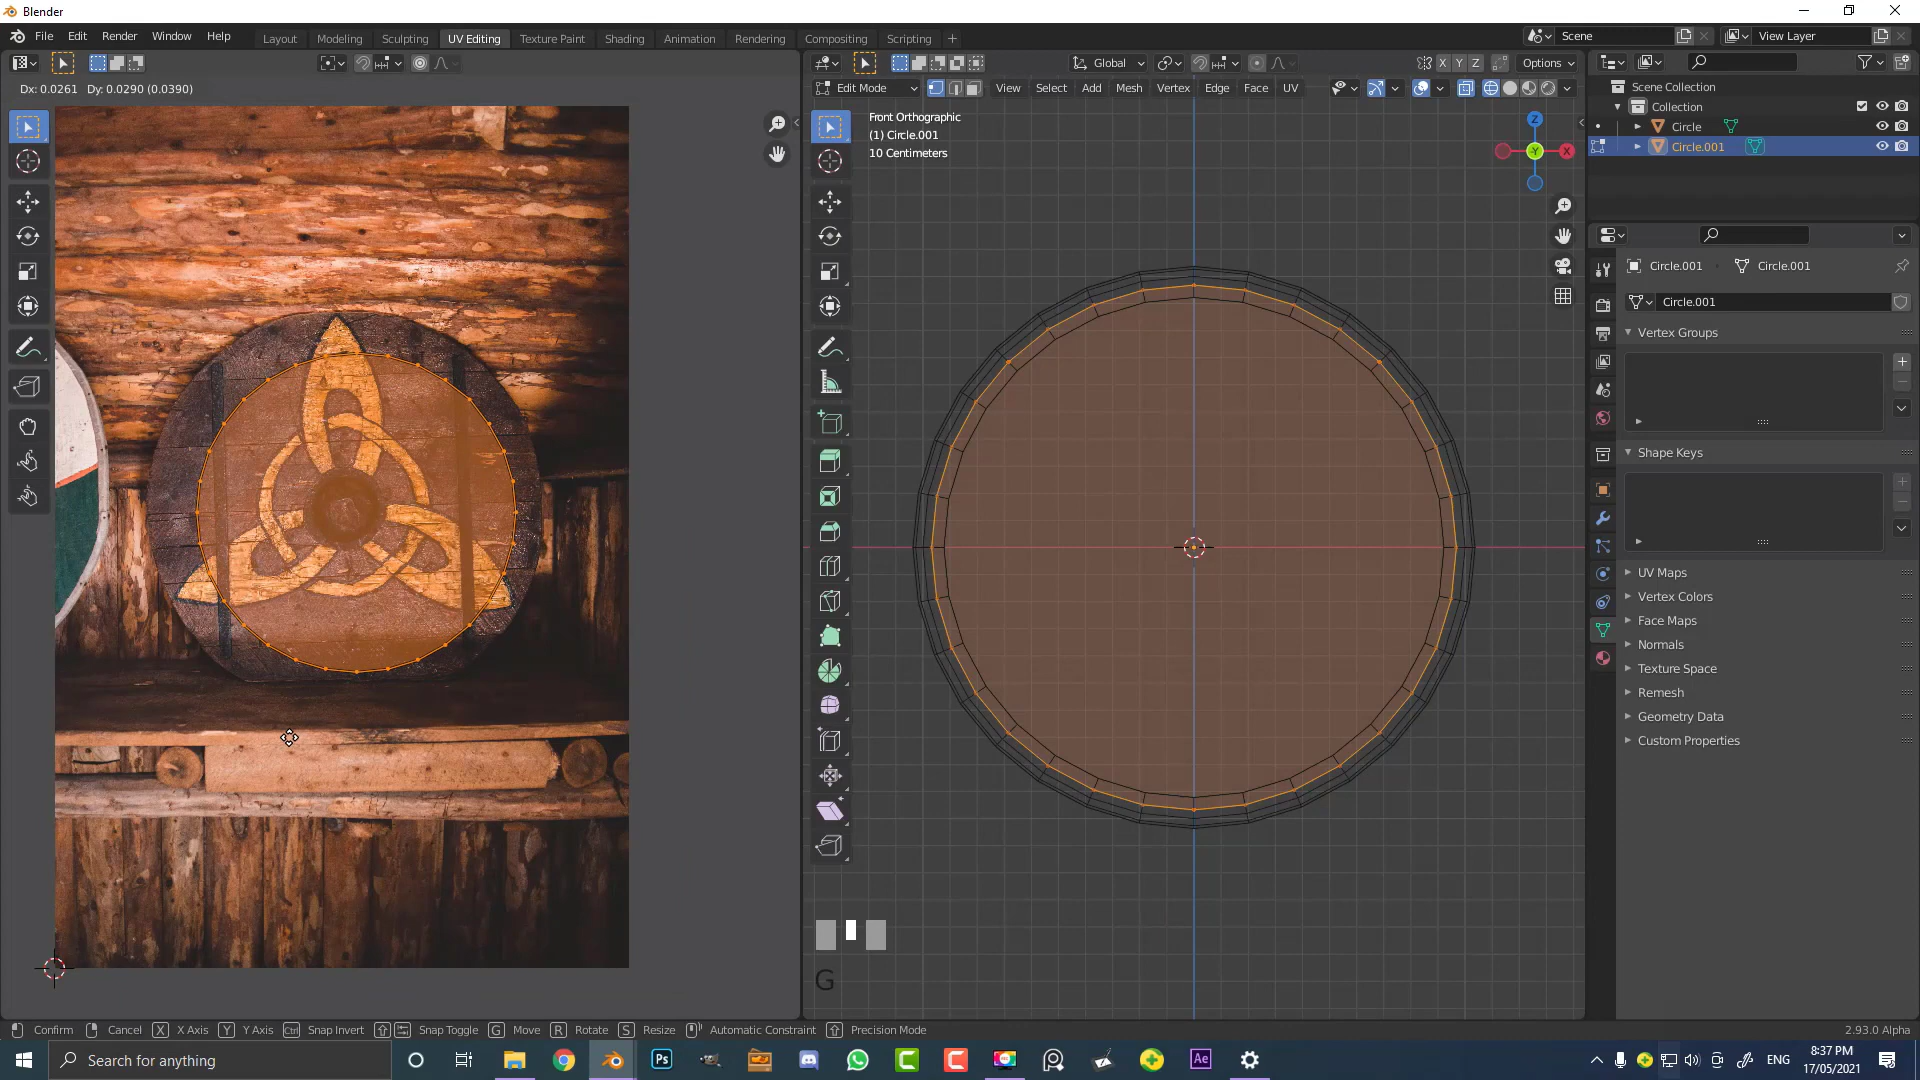 Blender
File Edit Render Window Help
Layout Modeling Sculpting UV Editing Texture Paint Shading Animation Rendering Compositing Scripting
Scene
View Layer
Global
X Y Z
Options
Dx: 0.0261 Dy: 0.0290 (0.0390)
Edit Mode
View Select Add Mesh Vertex Edge Face UV
Front Orthographic
(1) Circle.001
10 Centimeters
Z
Y
X
Scene Collection
Collection
Circle
Circle.001
Circle.001 Circle.001
Circle.001
Vertex Groups
Shape Keys
UV Maps
Vertex Colors
Face Maps
Normals
Texture Space
Remesh
Geometry Data
Custom Properties
G
Confirm Cancel X X Axis Y Y Axis Ctrl Snap Invert Snap Toggle G Move R Rotate S Resize Automatic Constraint Precision Mode
2.93.0 Alpha
Search for anything
Ps
Ae
ENG
8:37 PM
17/05/2021